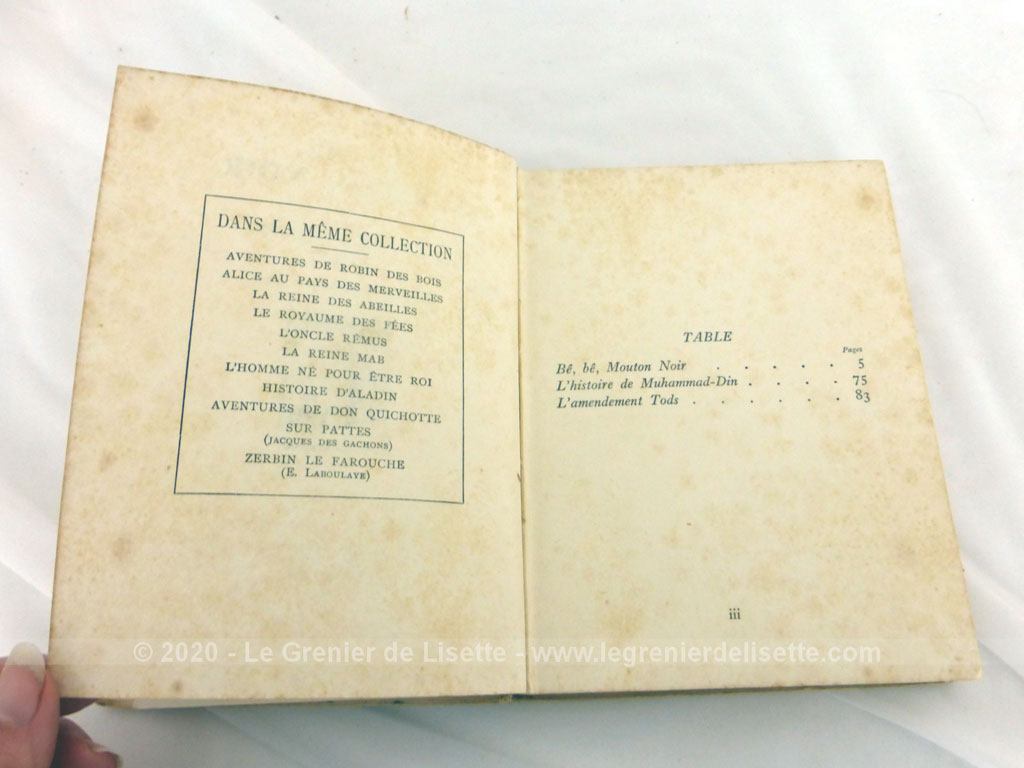 DANS LA MÊME COLLECTION
AVENTURES DE ROBIN DES BOIS
ALICE AU PAYS DES MERVEILLES
LA REINE DES ABEILLES
LE ROYAUME DES FÉES
L'ONCLE RÉMUS
LA REINE MAB
L'HOMME NÉ POUR ÊTRE ROI
HISTOIRE D'ALADIN
AVENTURES DE DON QUICHOTTE
SUR PATTES
(JACQUES DES GACHONS)
ZERBIN LE FAROUCHE
(E. LABOULAYE)
TABLE
Pages
Bê, bê, Mouton Noir . . . . . 5
L'histoire de Muhammad-Din . . . . 75
L'amendement Tods . . . . . . 83
iii
© 2020 - Le Grenier de Lisette - www.legrenierdelisette.com